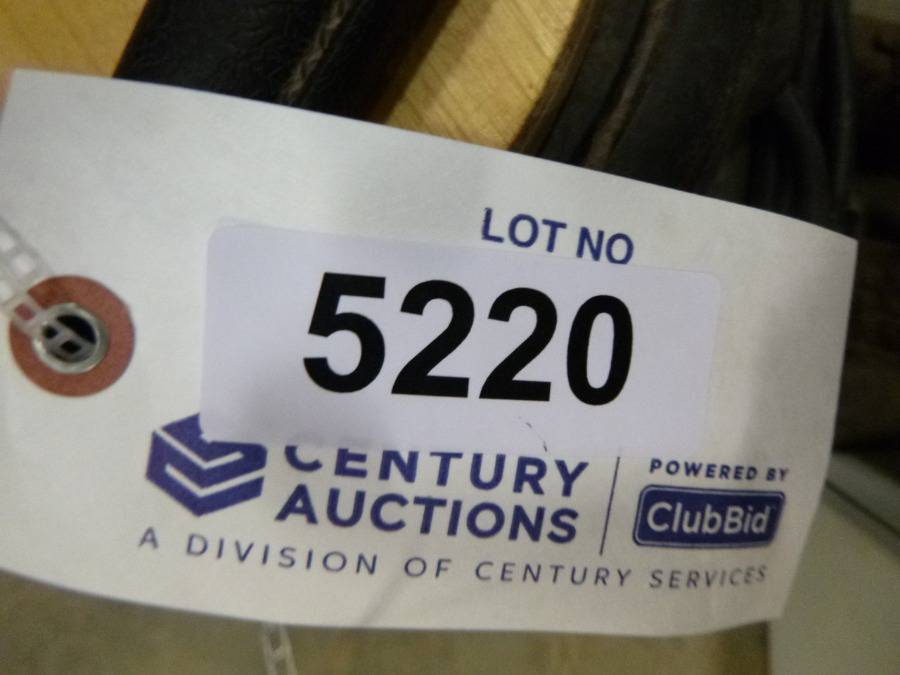 LOT NO
5220
CENTURY
AUCTIONS
POWERED BY
ClubBid
A DIVISION OF CENTURY SERVICES